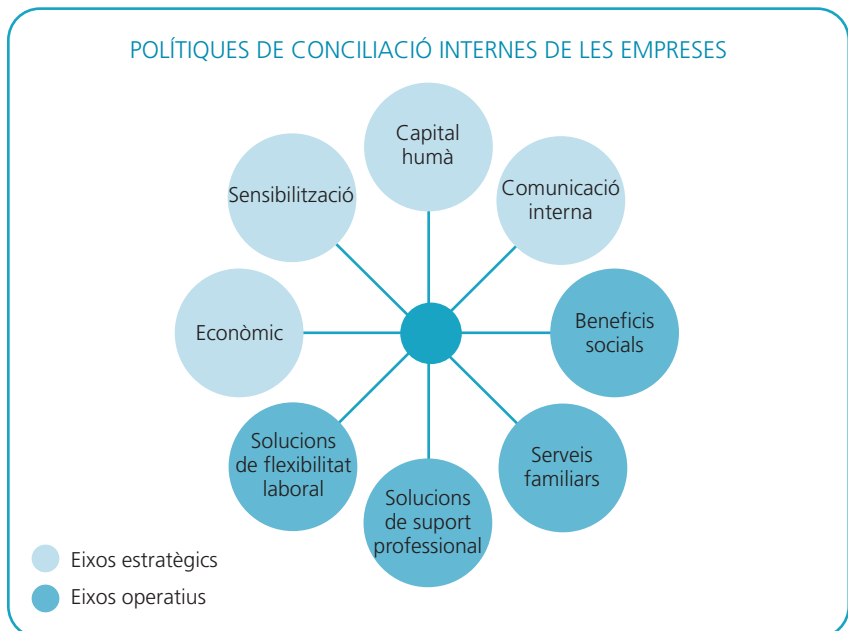 POLÍTIQUES DE CONCILIACIÓ INTERNES DE LES EMPRESES
Capital
humà
Sensibilització
Comunicació
interna
Econòmic
Beneficis
socials
Solucions
de flexibilitat
laboral
Serveis
familiars
Solucions
de suport
professional
Eixos estratègics
Eixos operatius